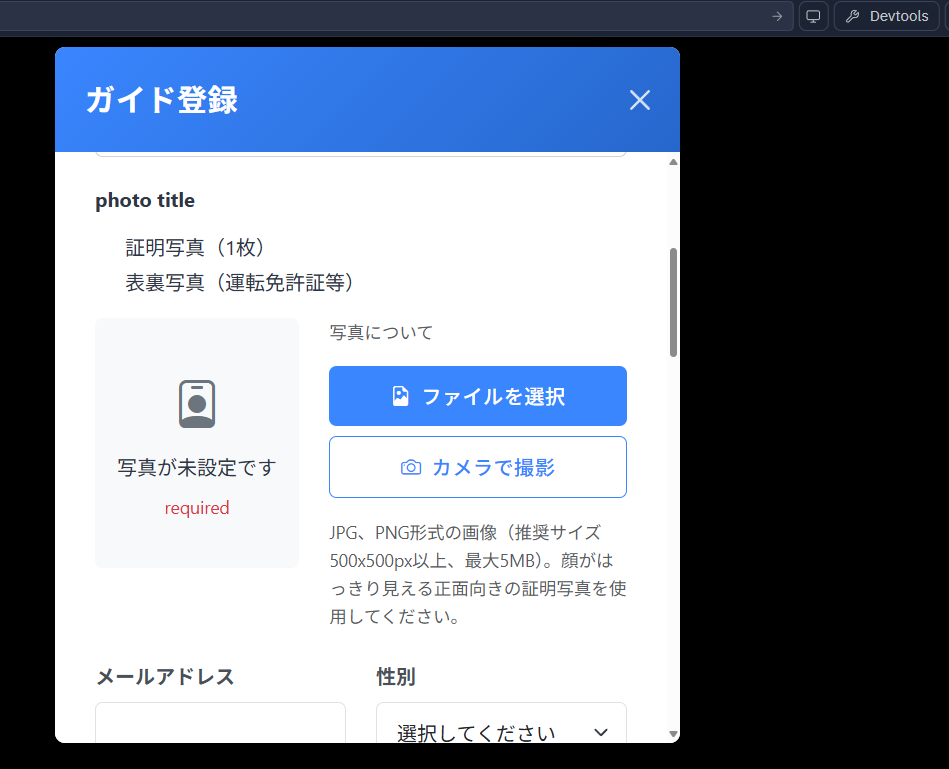 Devtools
ガイド登録
photo title
証明写真（1枚）
表裏写真（運転免許証等）
写真について
ファイルを選択
カメラで撮影
写真が未設定です
required
JPG、PNG形式の画像（推奨サイズ
500x500px以上、最大5MB）。顔がは
っきり見える正面向きの証明写真を使
用してください。
メールアドレス
性別
選択してください